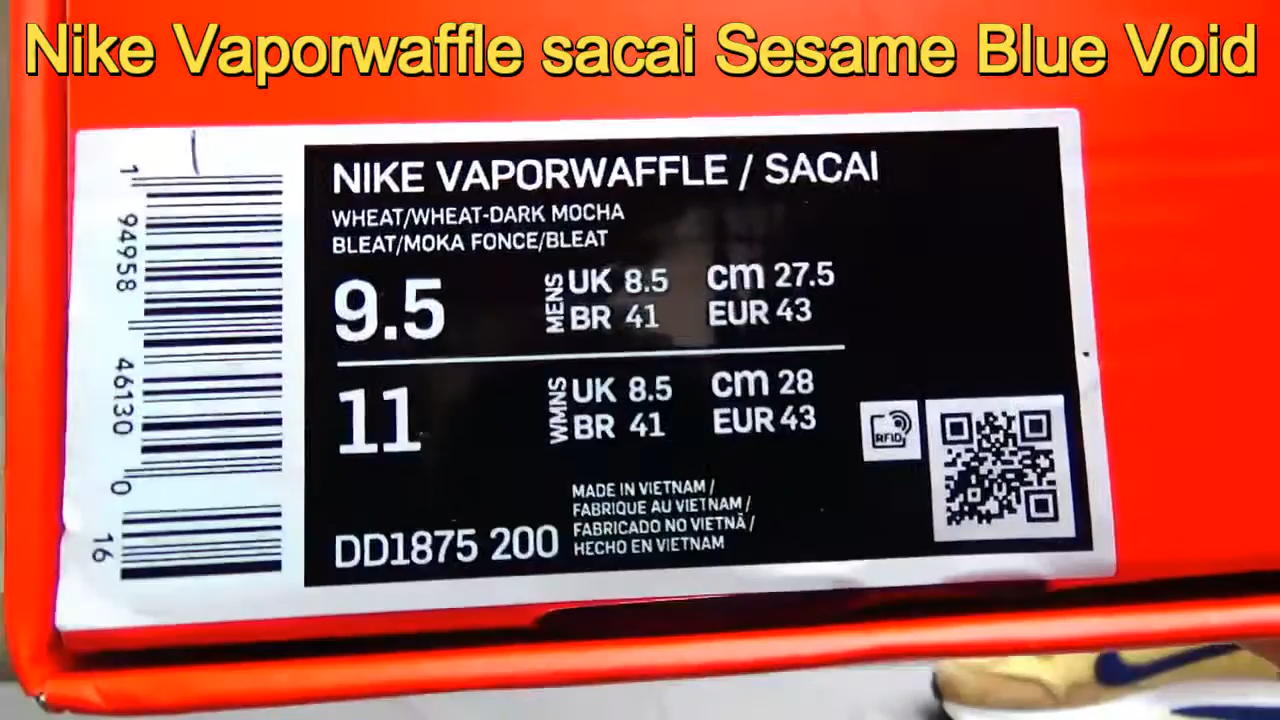 Nike Vaporwaffle sacai Sesame Blue Void
NIKE VAPORWAFFLE / SACAI
WHEAT/WHEAT-DARK MOCHA
BLEAT/MOKA FONCE/BLEAT
9.5 MENS UK 8.5 cm 27.5
BR 41 EUR 43
11 WMNS UK 8.5 cm 28
BR 41 EUR 43
RFID
MADE IN VIETNAM /
FABRIQUE AU VIETNAM /
FABRICADO NO VIETNÃ /
HECHO EN VIETNAM
DD1875 200
1 94958 46130 0 16